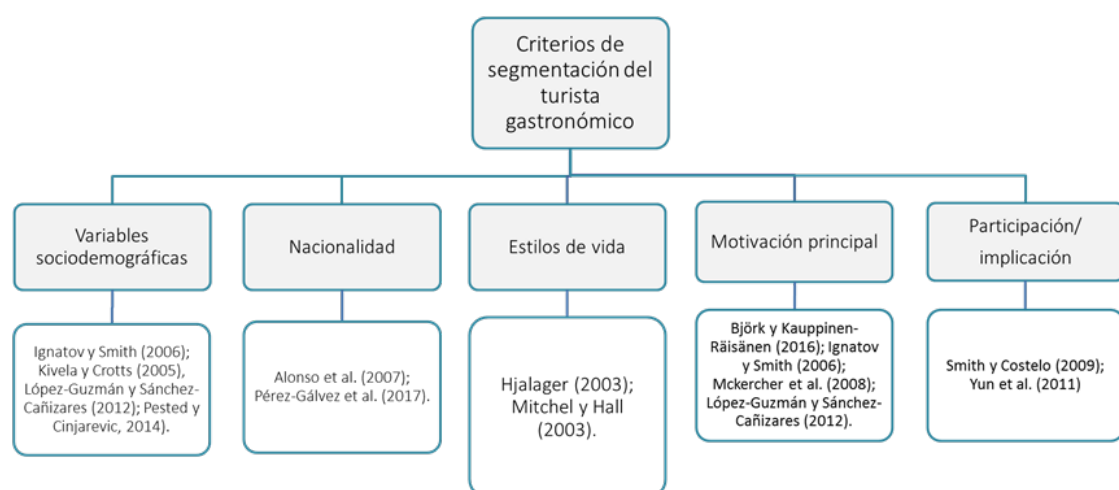 Criterios de
segmentación del
turista
gastronómico
Variables
sociodemográficas
Nacionalidad
Estilos de vida
Motivación principal
Participación/
implicación
Ignatov y Smith (2006);
Kivela y Crotts (2005),
López-Guzmán y Sánchez-
Cañizares (2012); Pested y
Cinjarevic, 2014).
Alonso et al. (2007);
Pérez-Gálvez et al. (2017).
Hjalager (2003);
Mitchel y Hall
(2003).
Björk y Kauppinen-
Räisänen (2016); Ignatov
y Smith (2006);
Mckercher et al. (2008);
López-Guzmán y Sánchez-
Cañizares (2012).
Smith y Costelo (2009);
Yun et al. (2011)